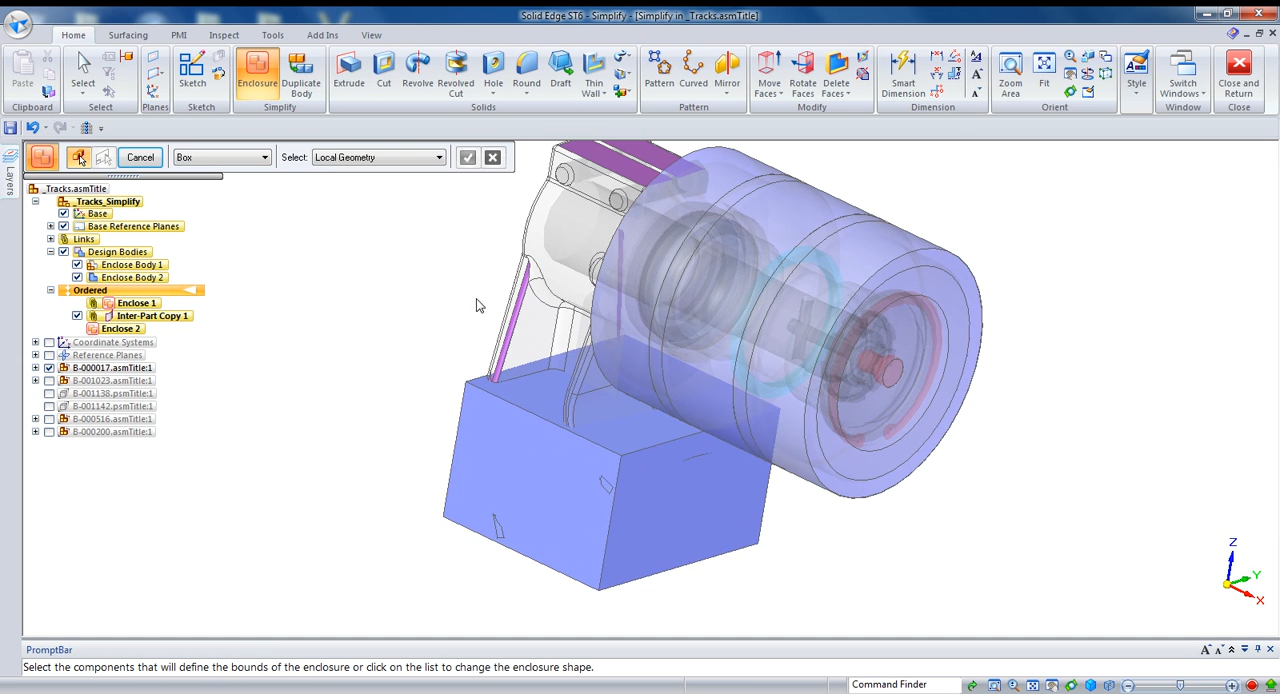 Solid Edge ST6 - Simplify - [Simplify in _Tracks.asmTitle]
Home Surfacing PMI Inspect Tools Add Ins View
Paste Select Sketch Enclosure Duplicate Body Extrude Cut Revolve Revolved Cut Hole Round Draft Thin Wall Pattern Curved Mirror Move Faces Rotate Faces Delete Faces Smart Dimension Zoom Area Fit Style Switch Windows Close and Return
Clipboard Select Planes Sketch Simplify Solids Pattern Modify Dimension Orient Window Close
Cancel Box Select: Local Geometry
Layers
_Tracks.asmTitle
_Tracks_Simplify
Base
Base Reference Planes
Links
Design Bodies
Enclose Body 1
Enclose Body 2
Ordered
Enclose 1
Inter-Part Copy 1
Enclose 2
Coordinate Systems
Reference Planes
B-000017.asmTitle:1
B-001023.asmTitle:1
B-001138.psmTitle:1
B-001142.psmTitle:1
B-000516.asmTitle:1
B-000200.asmTitle:1
Z
Y
X
PromptBar
Select the components that will define the bounds of the enclosure or click on the list to change the enclosure shape.
Command Finder